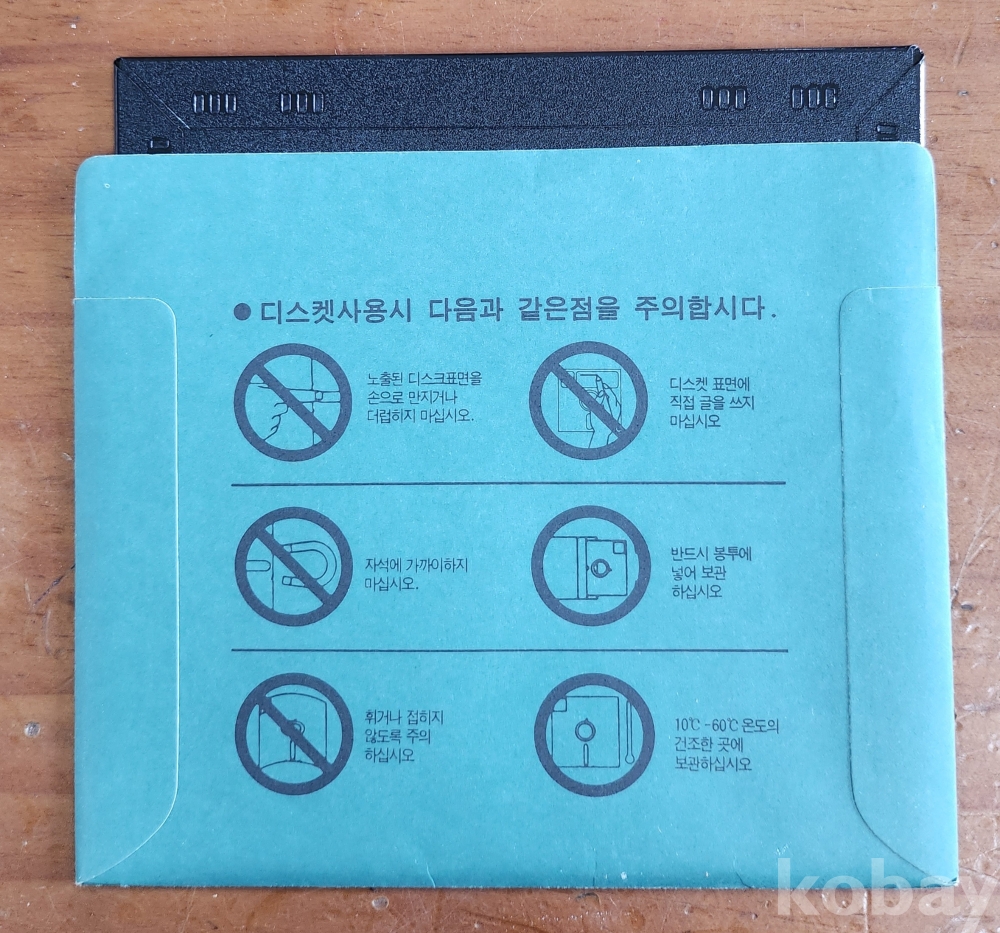 ● 디스켓사용시 다음과 같은점을 주의합시다.
노출된 디스크표면을
손으로 만지거나
더럽히지 마십시오.
디스켓 표면에
직접 글을 쓰지
마십시오
자석에 가까이하지
마십시오.
반드시 봉투에
넣어 보관
하십시오
휘거나 접히지
않도록 주의
하십시오
10℃-60℃ 온도의
건조한 곳에
보관하십시오
kobay